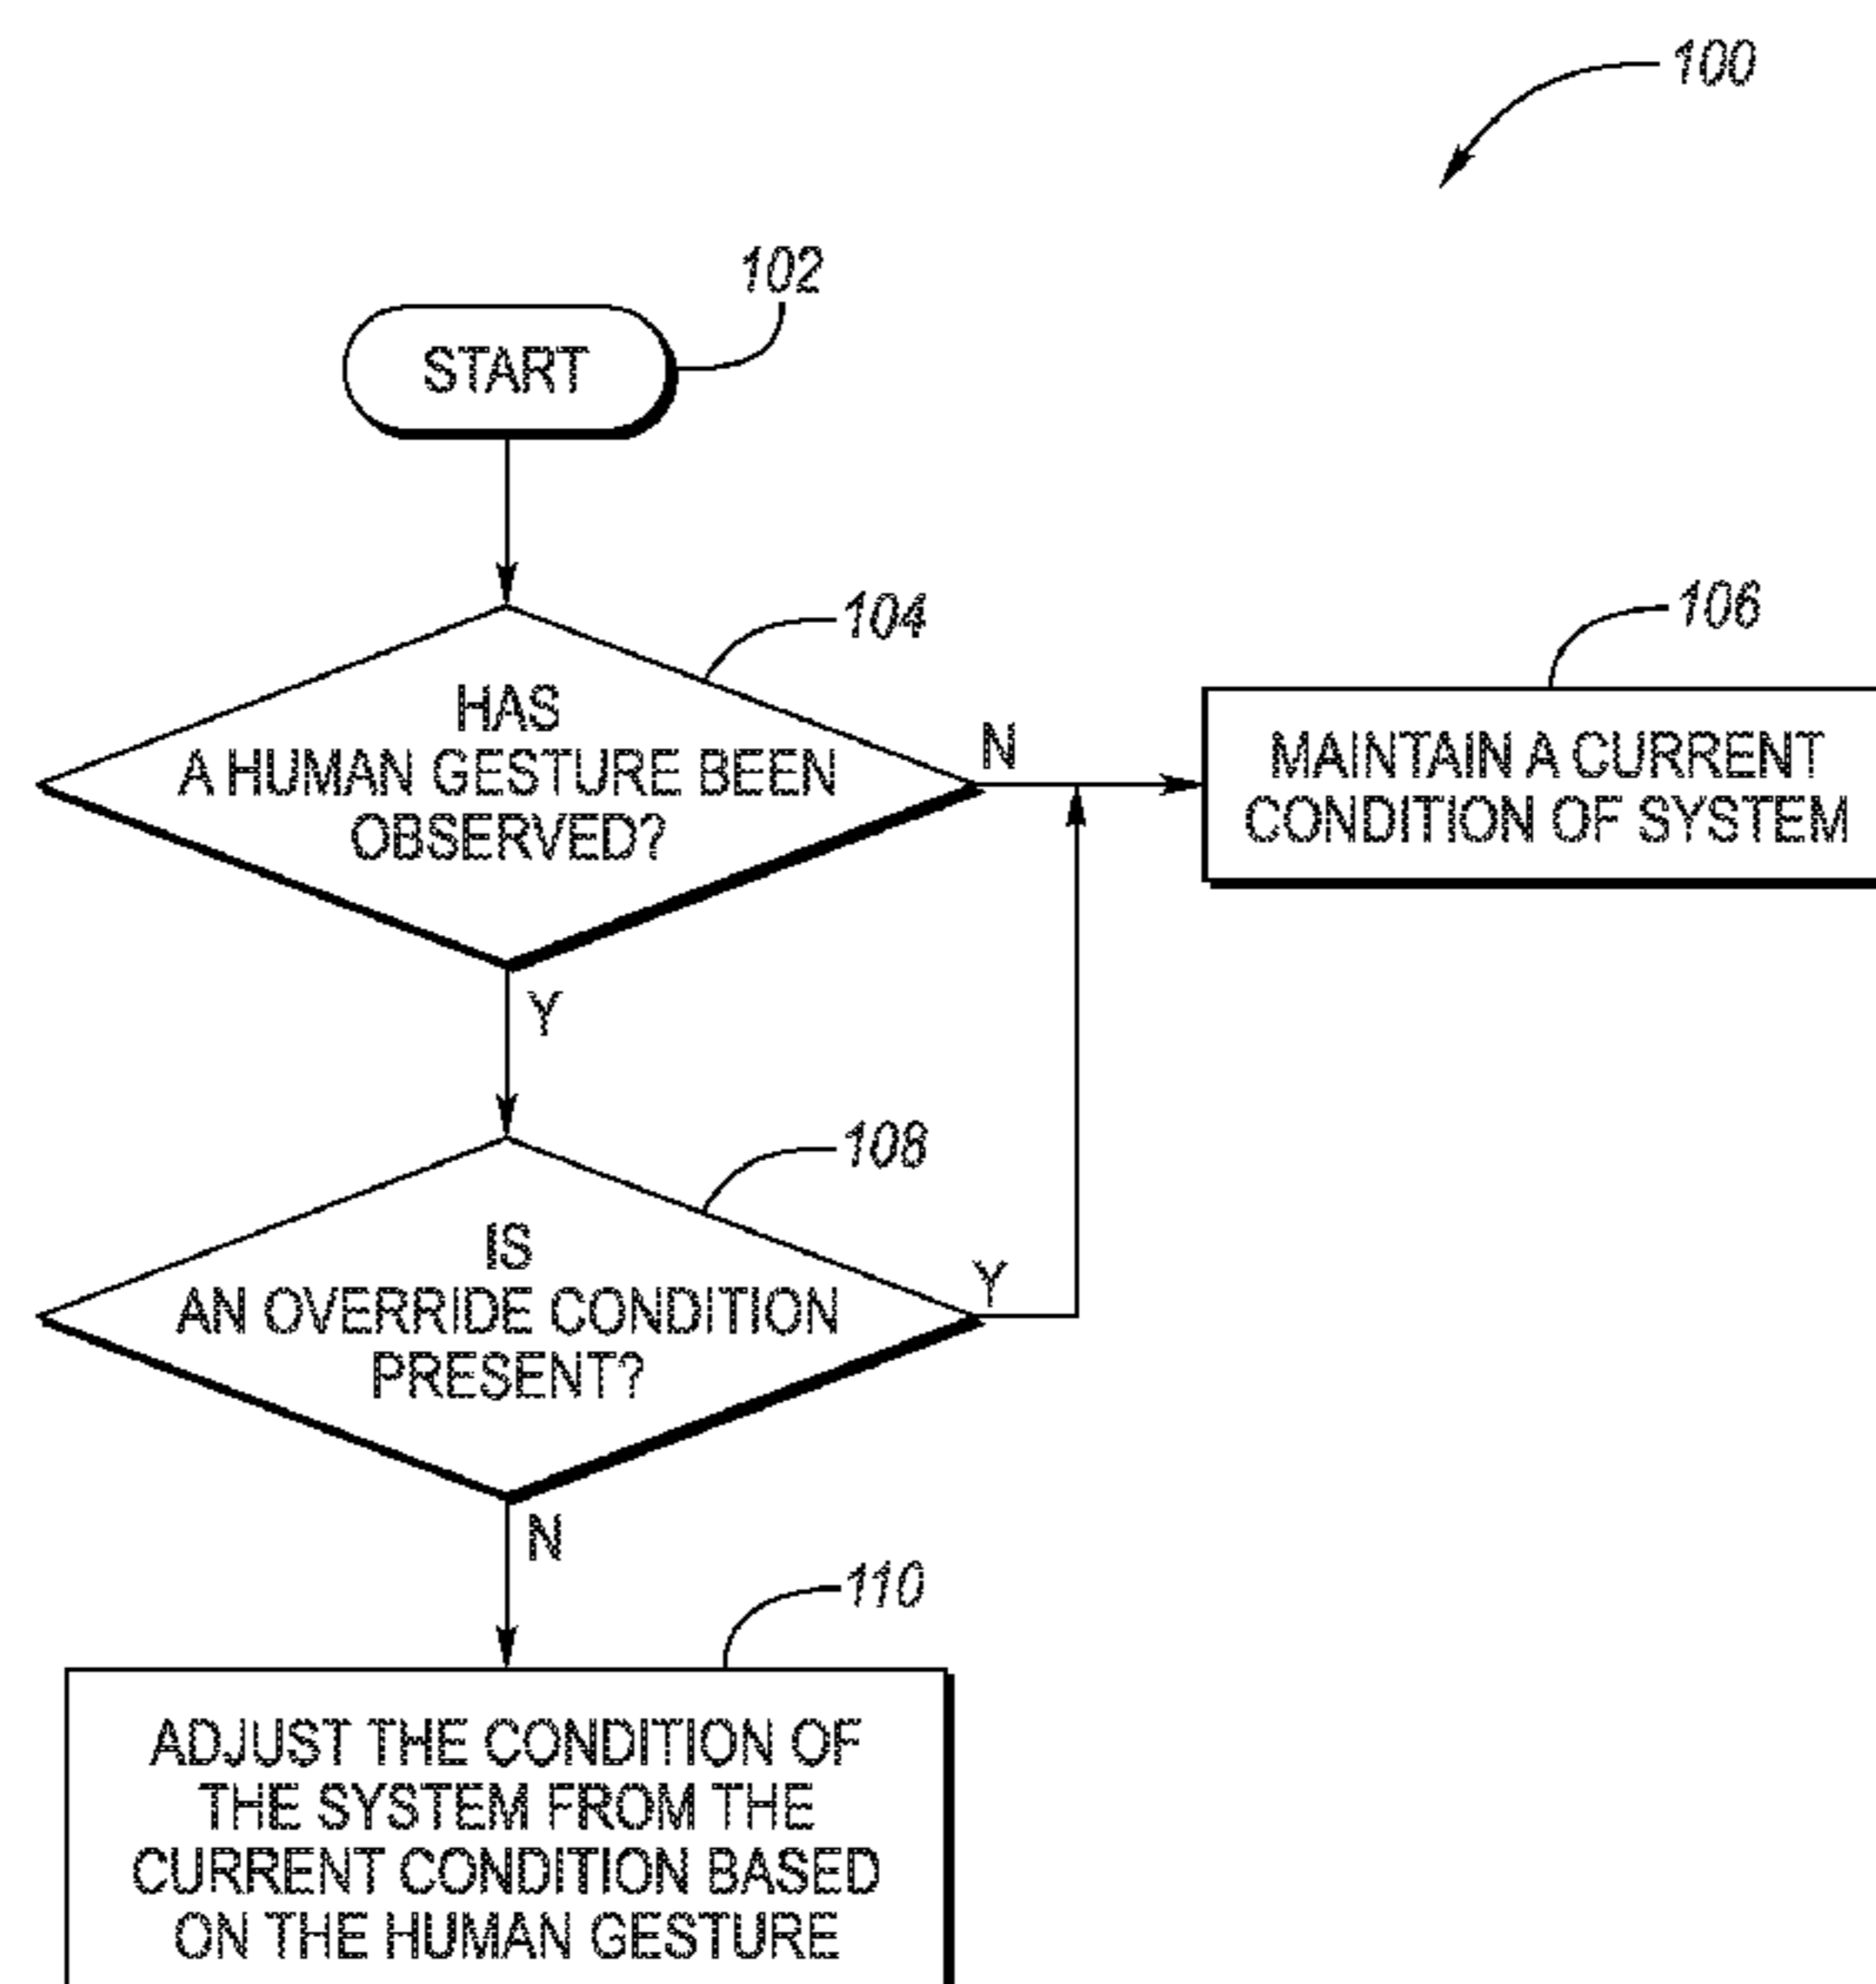 100
102
START
104
HAS
A HUMAN GESTURE BEEN
OBSERVED?
N
106
MAINTAIN A CURRENT
CONDITION OF SYSTEM
Y
108
IS
AN OVERRIDE CONDITION
PRESENT?
Y
N
110
ADJUST THE CONDITION OF
THE SYSTEM FROM THE
CURRENT CONDITION BASED
ON THE HUMAN GESTURE